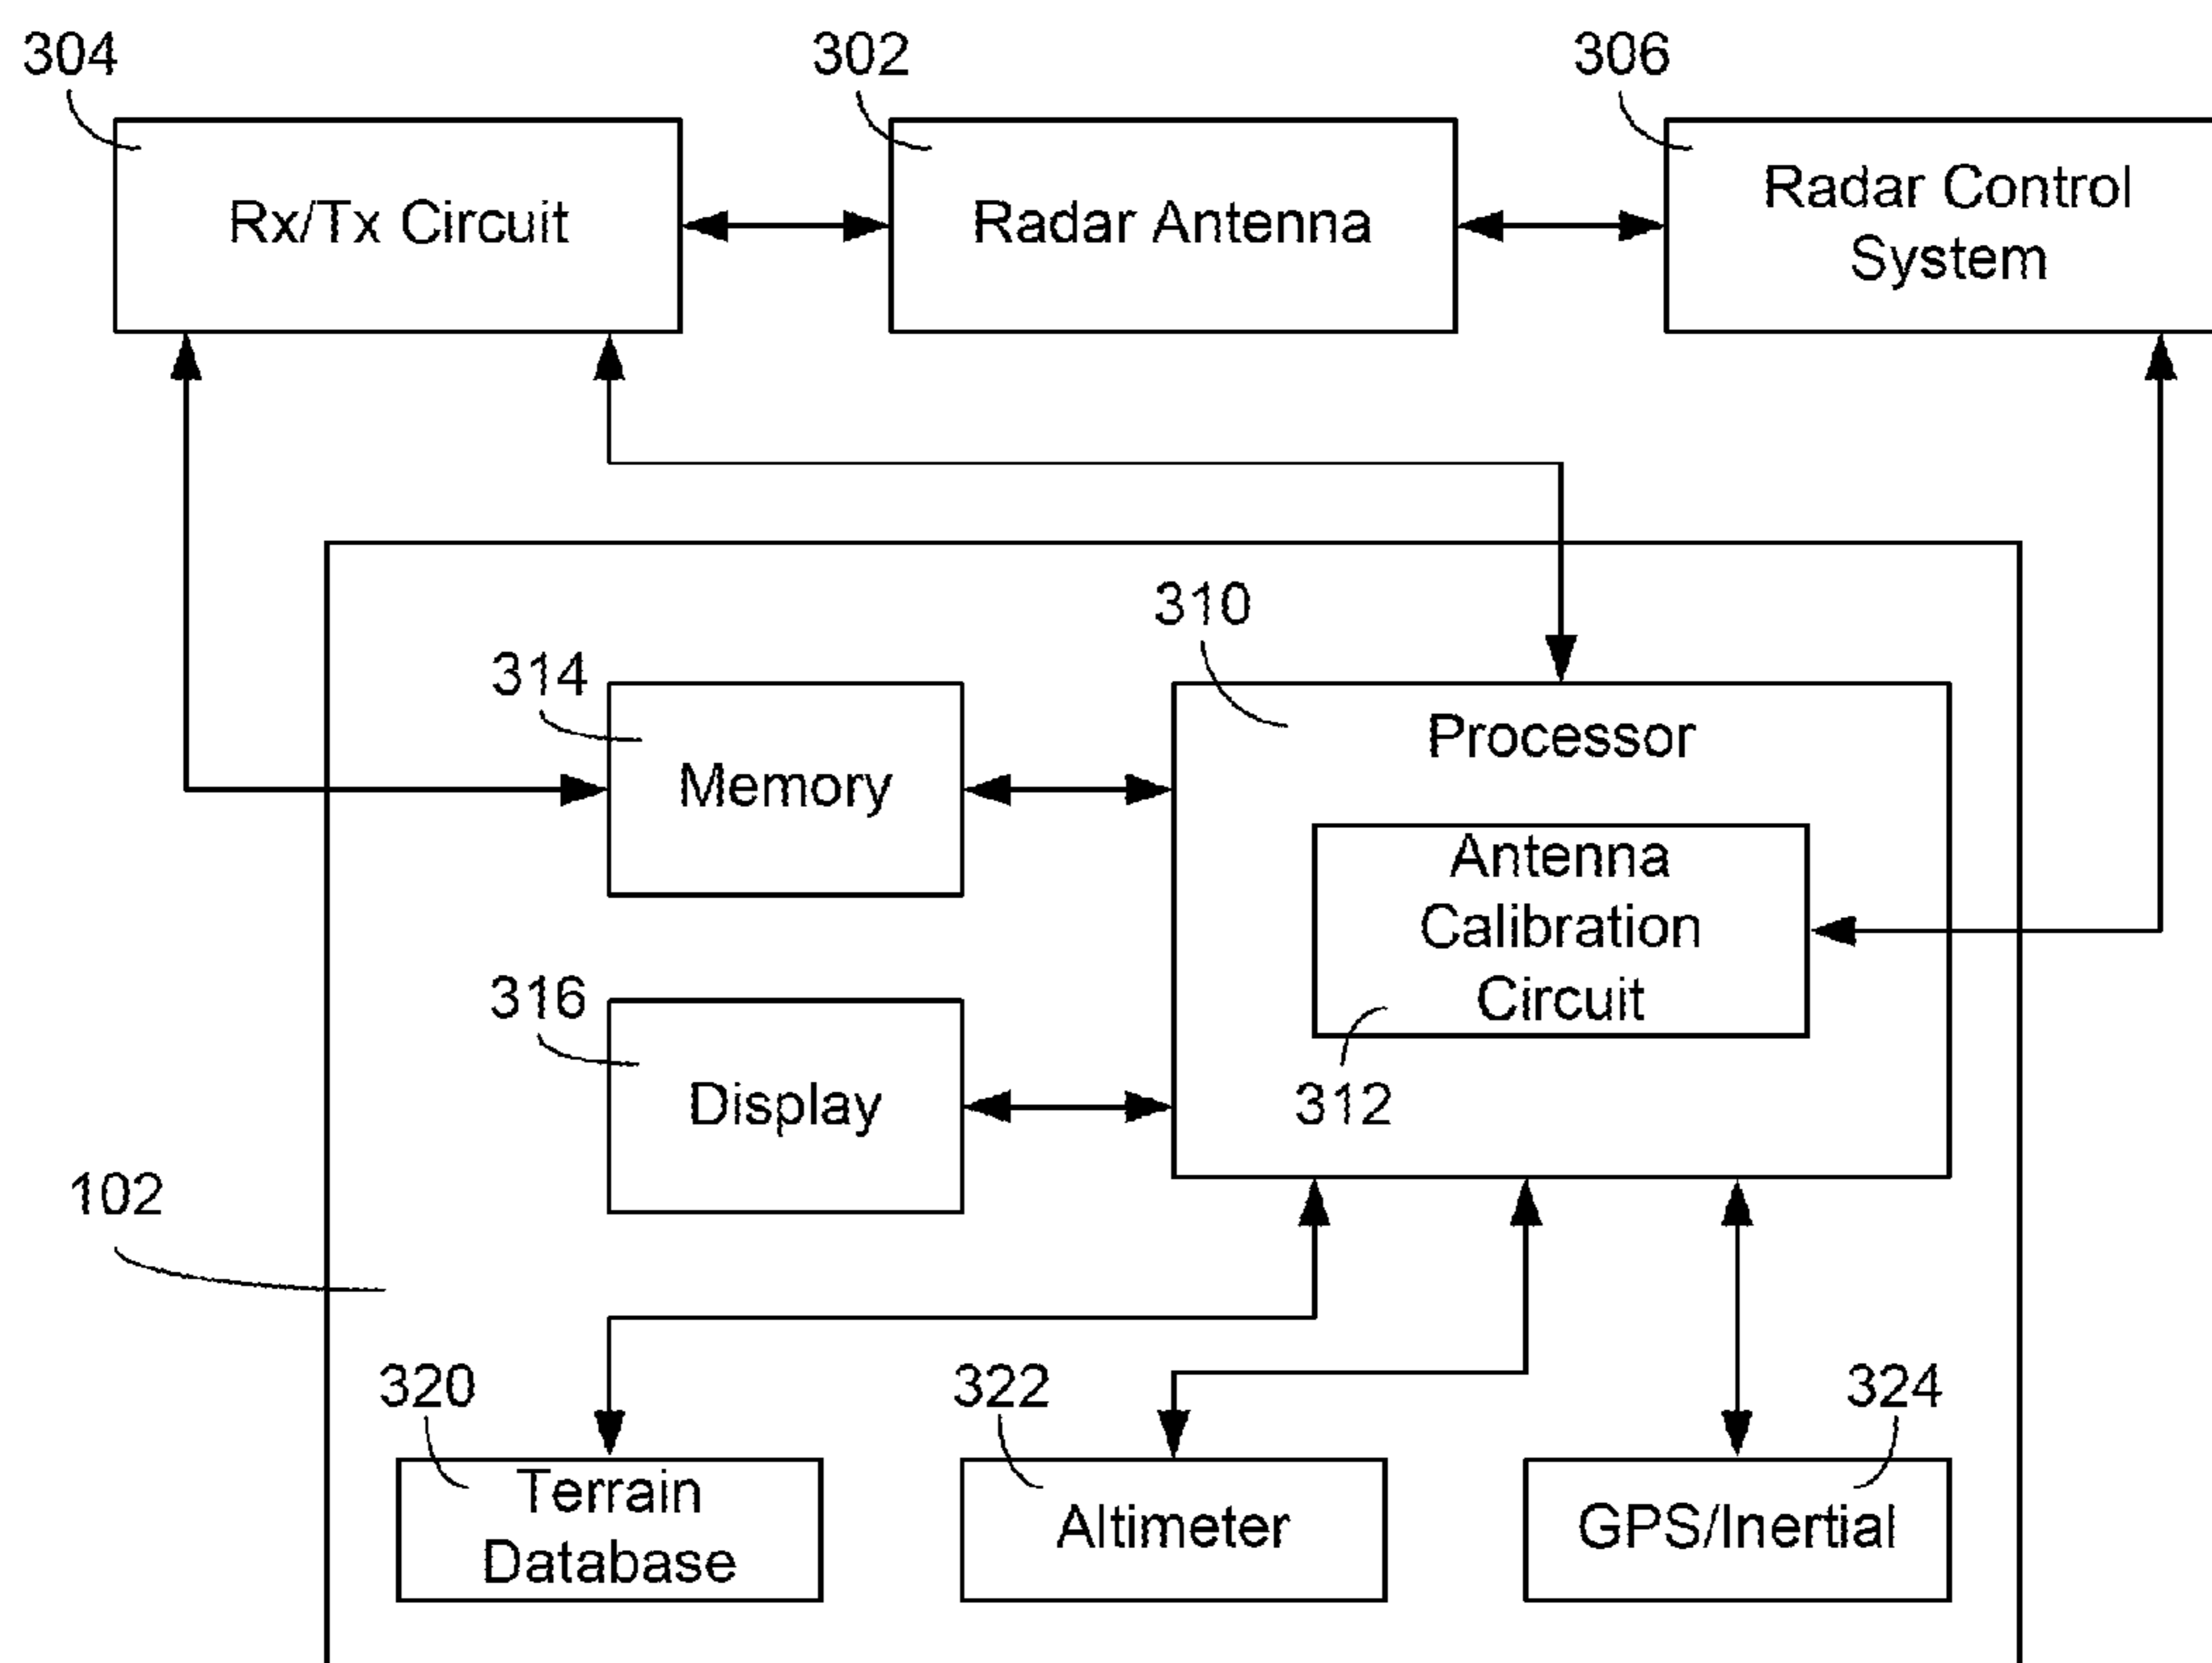 304
302
306
Rx/Tx Circuit
Radar Antenna
Radar Control
System
310
314
Processor
Memory
Antenna
Calibration
Circuit
316
Display
312
102
320
322
324
Terrain
Database
Altimeter
GPS/Inertial